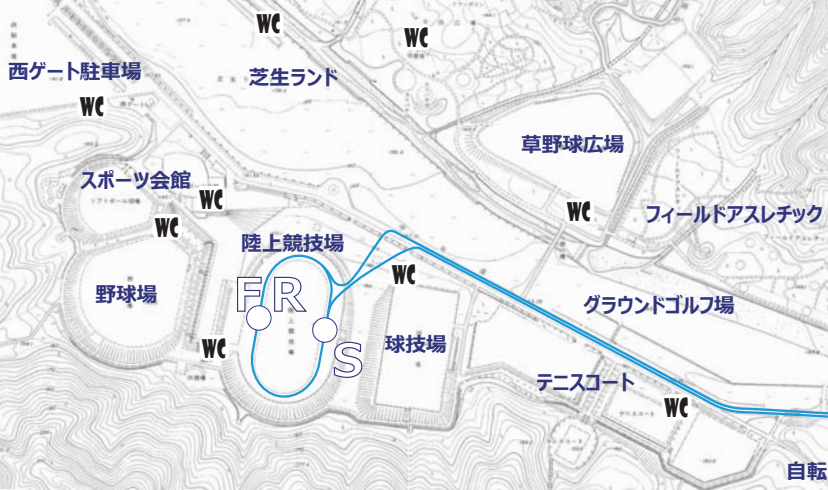 WC
WC
西ゲート駐車場
芝生ランド
WC
草野球広場
スポーツ会館
WC
WC
フィールドアスレチック
WC
陸上競技場
WC
野球場
FR
グラウンドゴルフ場
S
WC
球技場
テニスコート
WC
自転